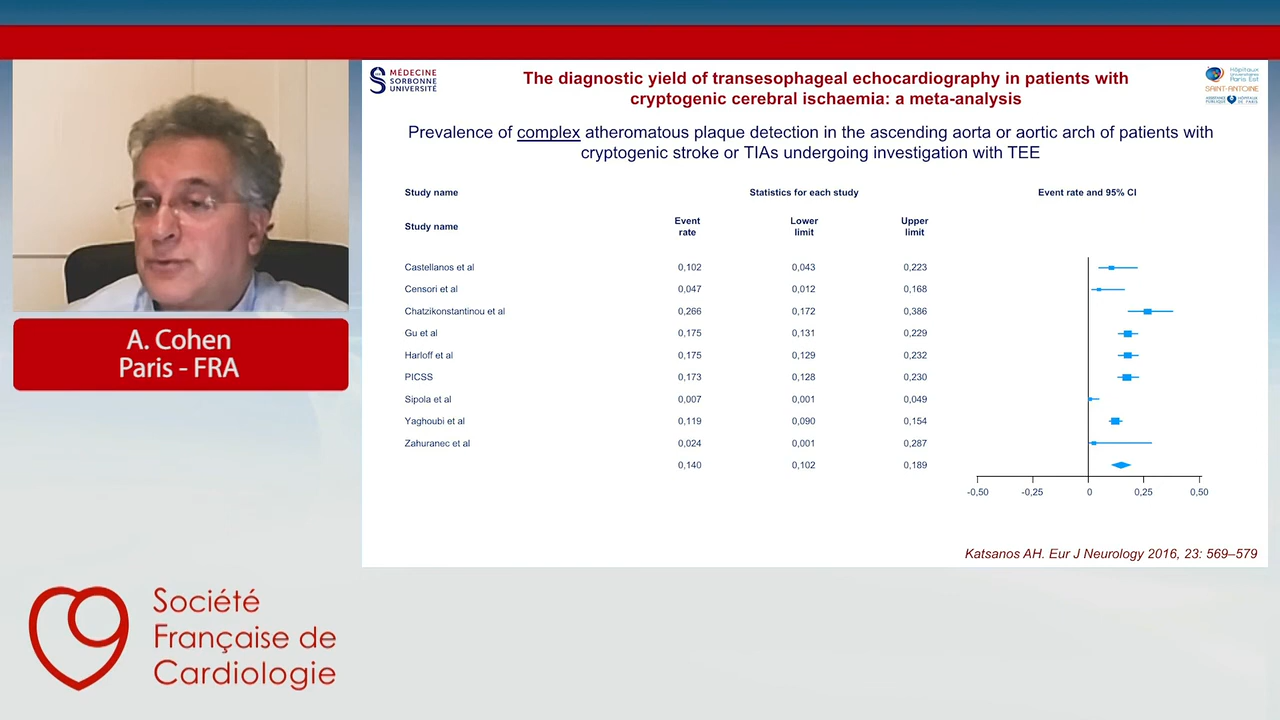 MÉDECINE
SORBONNE
UNIVERSITÉ
The diagnostic yield of transesophageal echocardiography in patients with
cryptogenic cerebral ischaemia: a meta-analysis
Hôpitaux
Universitaires
Paris Est
SAINT-ANTOINE
Prevalence of complex atheromatous plaque detection in the ascending aorta or aortic arch of patients with
cryptogenic stroke or TIAs undergoing investigation with TEE
Study name Statistics for each study Event rate and 95% CI
Study name Event rate Lower limit Upper limit
Castellanos et al 0,102 0,043 0,223
Censori et al 0,047 0,012 0,168
Chatzikonstantinou et al 0,266 0,172 0,386
Gu et al 0,175 0,131 0,229
Harloff et al 0,175 0,129 0,232
PICSS 0,173 0,128 0,230
Sipola et al 0,007 0,001 0,049
Yaghoubi et al 0,119 0,090 0,154
Zahuranec et al 0,024 0,001 0,287
0,140 0,102 0,189
-0,50 -0,25 0 0,25 0,50
Katsanos AH. Eur J Neurology 2016, 23: 569–579
A. Cohen
Paris - FRA
Société
Française de
Cardiologie